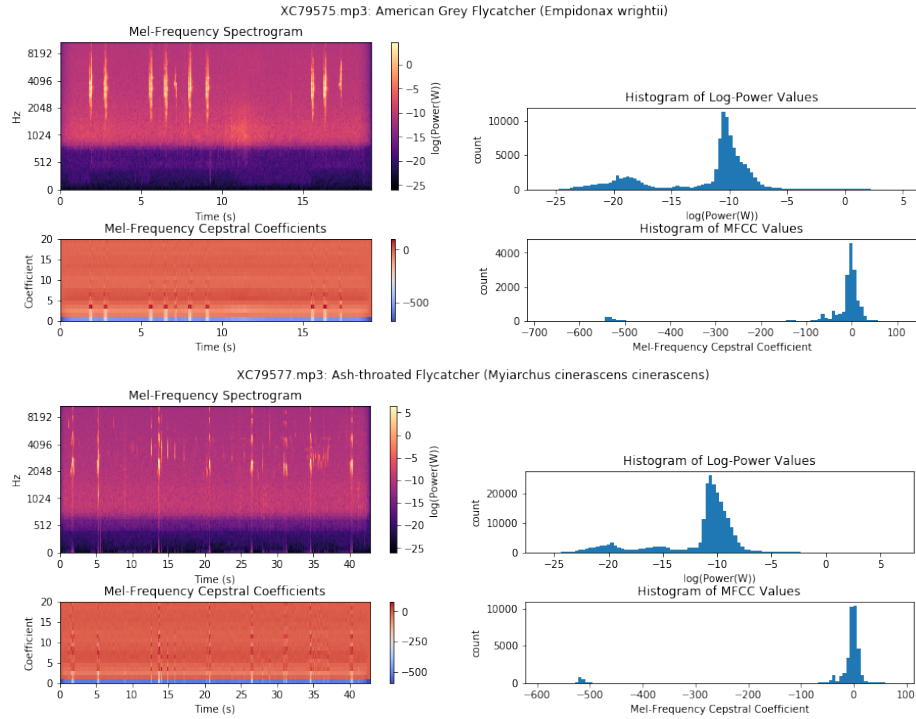 XC79575.mp3: American Grey Flycatcher (Empidonax wrightii)
Mel-Frequency Spectrogram
8192
4096
2048
1024
512
0
Hz
0 5 10 15
Time (s)
0
−5
−10
−15
−20
−25
log(Power(W))
Histogram of Log-Power Values
10000
5000
0
count
−25 −20 −15 −10 −5 0 5
log(Power(W))
Mel-Frequency Cepstral Coefficients
20
15
10
5
0
Coefficient
0 5 10 15
Time (s)
0
−500
Histogram of MFCC Values
4000
2000
0
count
−700 −600 −500 −400 −300 −200 −100 0 100
Mel-Frequency Cepstral Coefficient
XC79577.mp3: Ash-throated Flycatcher (Myiarchus cinerascens cinerascens)
Mel-Frequency Spectrogram
8192
4096
2048
1024
512
0
Hz
0 5 10 15 20 25 30 35 40
Time (s)
5
0
−5
−10
−15
−20
−25
log(Power(W))
Histogram of Log-Power Values
20000
10000
0
count
−25 −20 −15 −10 −5 0 5
log(Power(W))
Mel-Frequency Cepstral Coefficients
20
15
10
5
0
Coefficient
0 5 10 15 20 25 30 35 40
Time (s)
0
−250
−500
Histogram of MFCC Values
10000
5000
0
count
−600 −500 −400 −300 −200 −100 0 100
Mel-Frequency Cepstral Coefficient